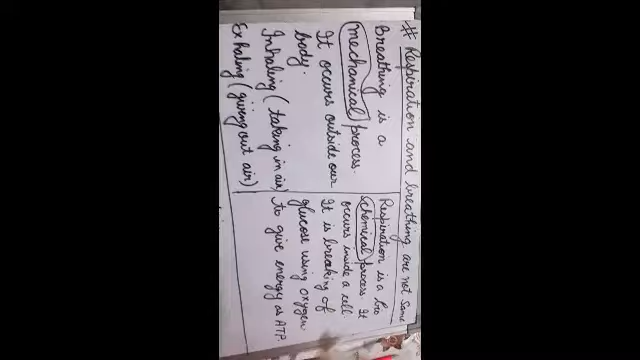 # Respiration and breathing are not same
Breathing is a
mechanical process.
It occurs outside our
body.
Inhaling (taking in air)
Exhaling (giving out air)
Respiration is a bio
chemical process. It
occurs inside a cell
It is breaking of
glucose using oxygen
to give energy as ATP.